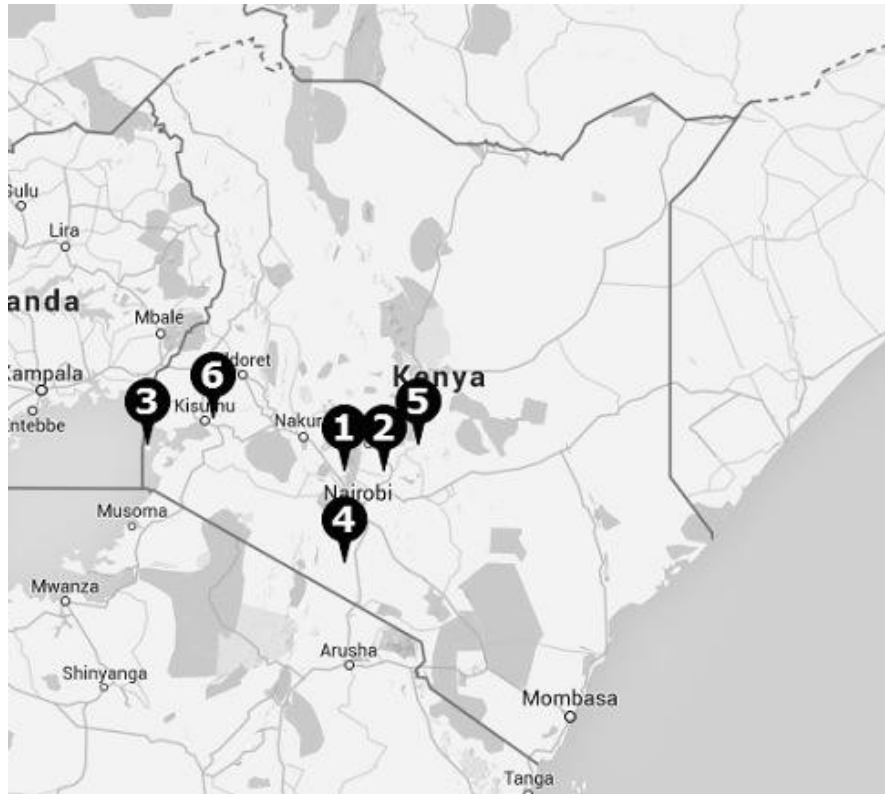 Gulu
Lira
anda
Mbale
Kampala
Entebbe
ldoret
6
3
Kisumu
Kenya
5
Nakuru
1
2
Nairobi
4
Musoma
Mwanza
Arusha
Shinyanga
Mombasa
Tanga